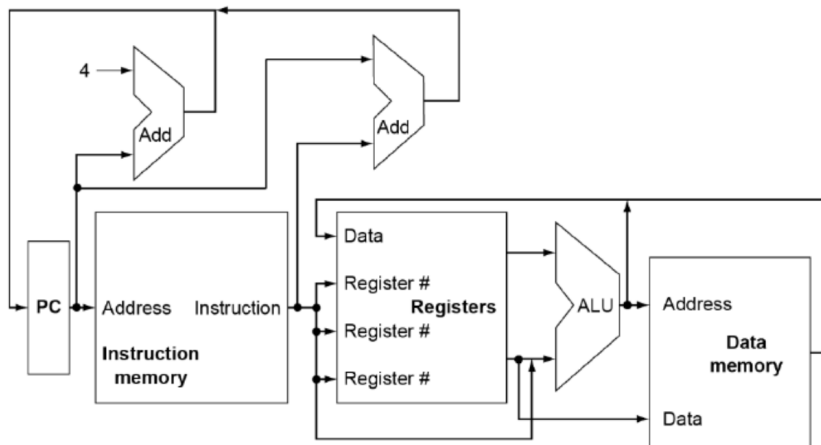 4
Add
Add
Data
PC
Address
Instruction
Register #
Registers
ALU
Address
Instruction memory
Register #
Data memory
Register #
Data